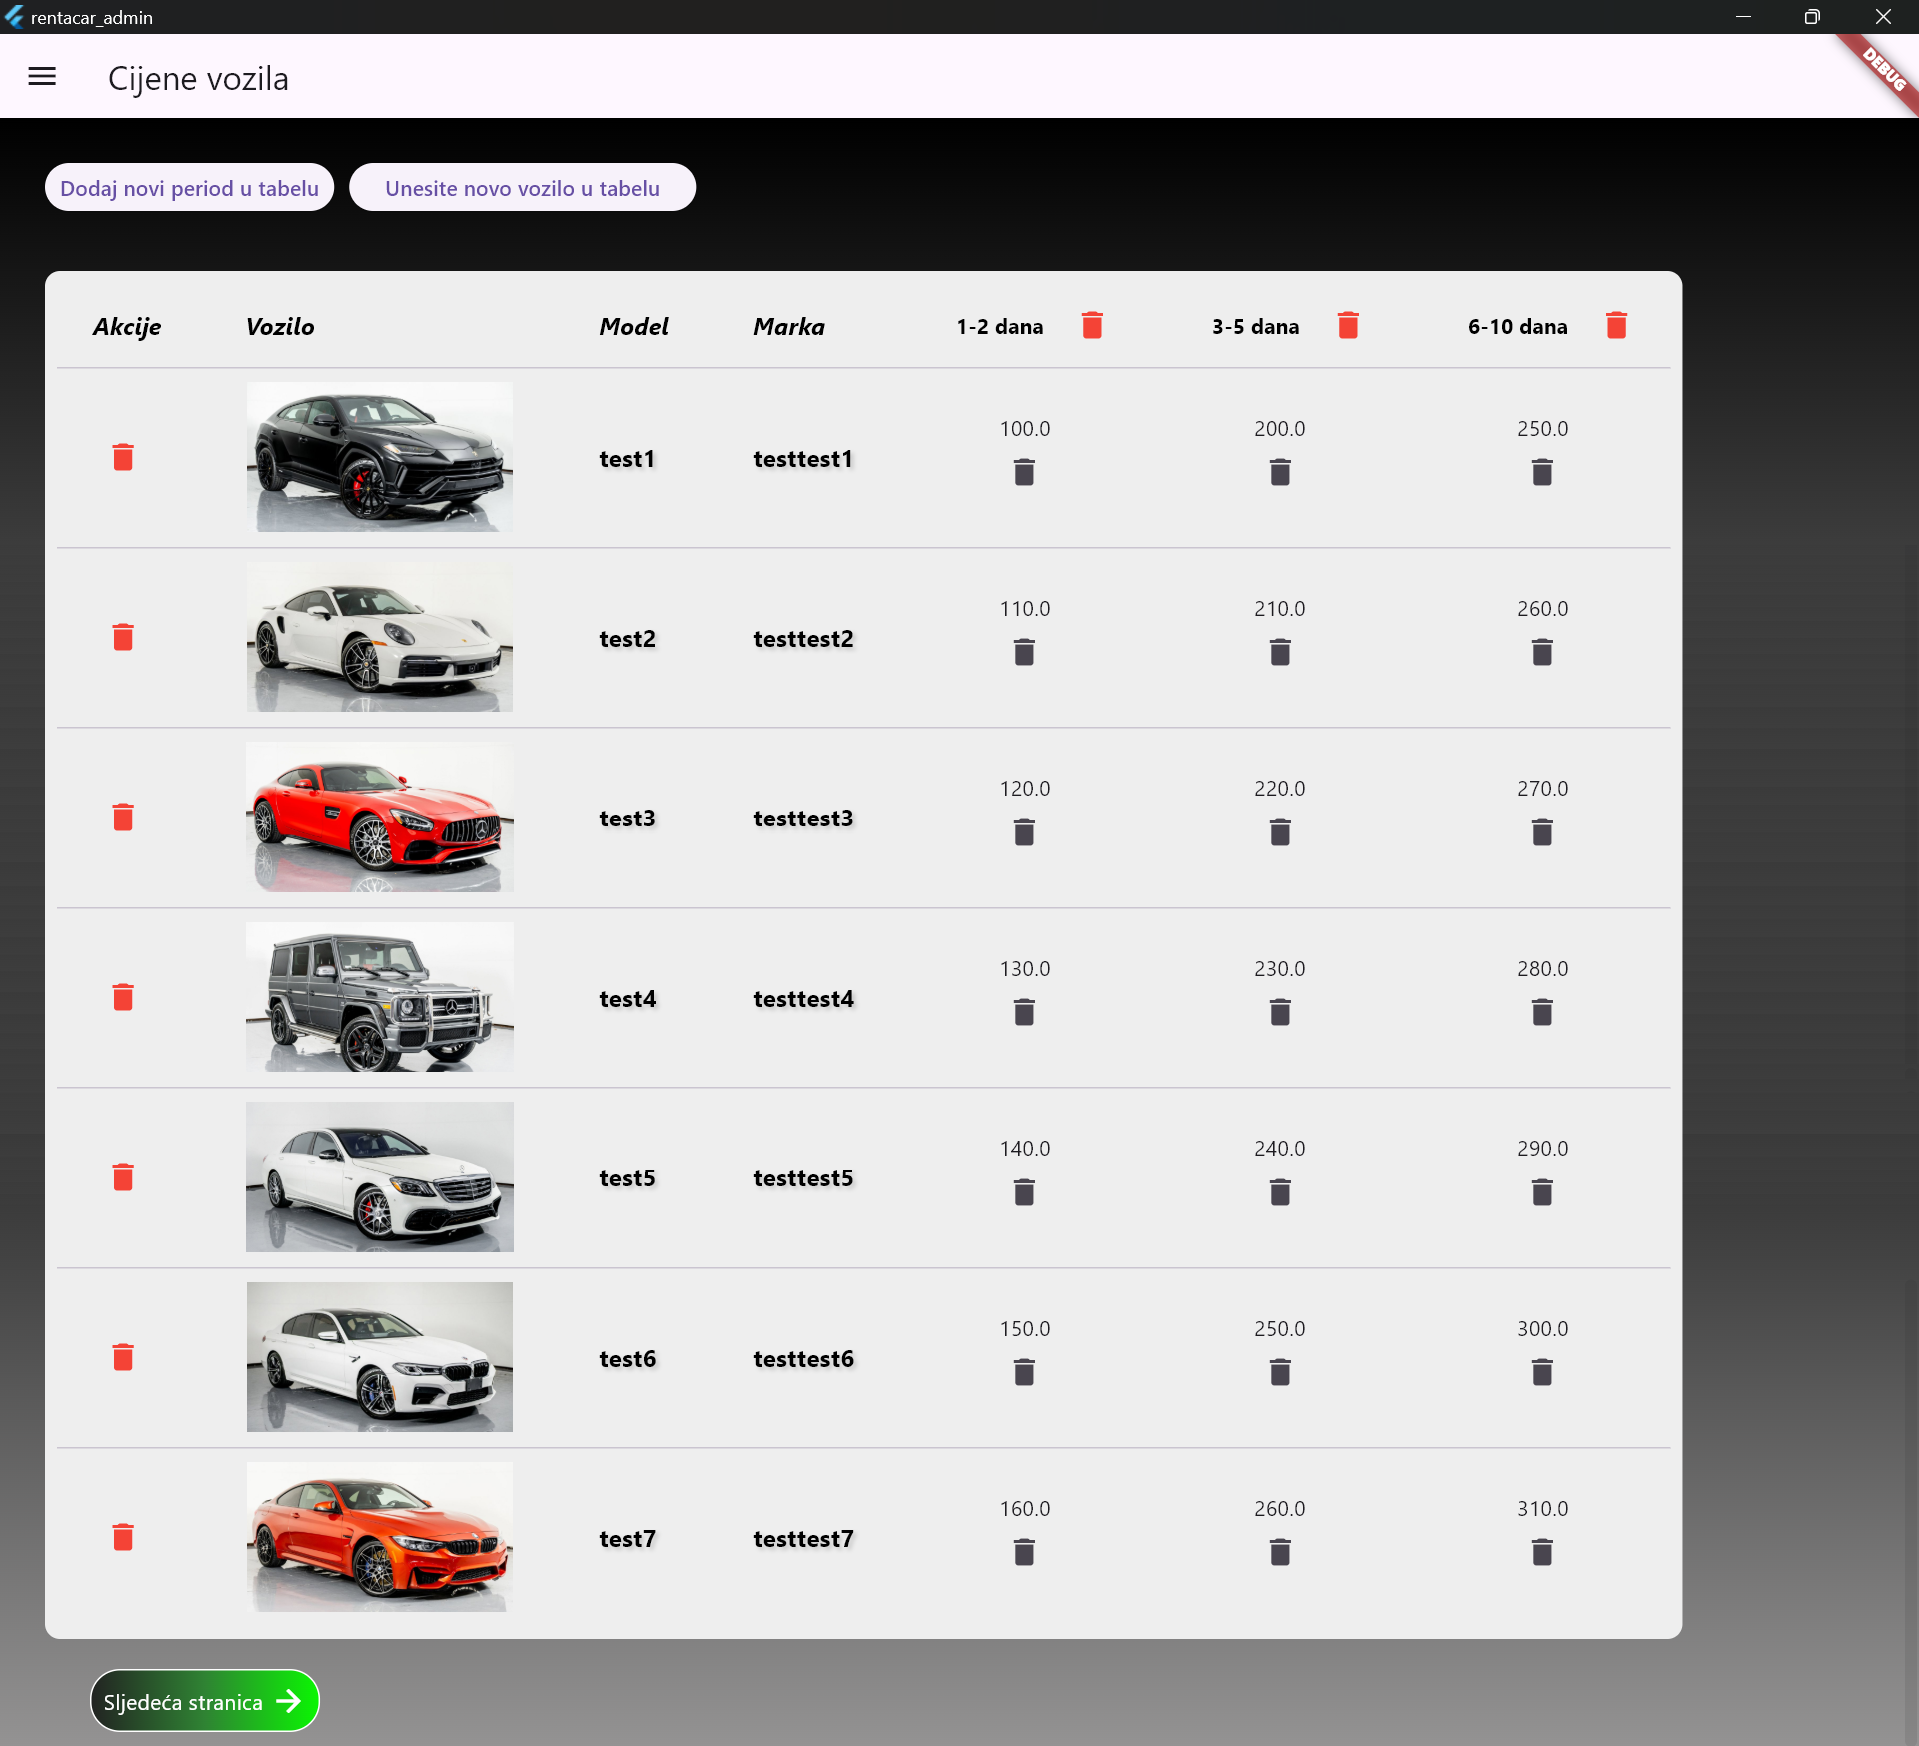 rentacar_admin
Cijene vozila
DEBUG
Dodaj novi period u tabelu
Unesite novo vozilo u tabelu
Akcije Vozilo Model Marka 1-2 dana 3-5 dana 6-10 dana
test1 testtest1 100.0 200.0 250.0
test2 testtest2 110.0 210.0 260.0
test3 testtest3 120.0 220.0 270.0
test4 testtest4 130.0 230.0 280.0
test5 testtest5 140.0 240.0 290.0
test6 testtest6 150.0 250.0 300.0
test7 testtest7 160.0 260.0 310.0
Sljedeća stranica